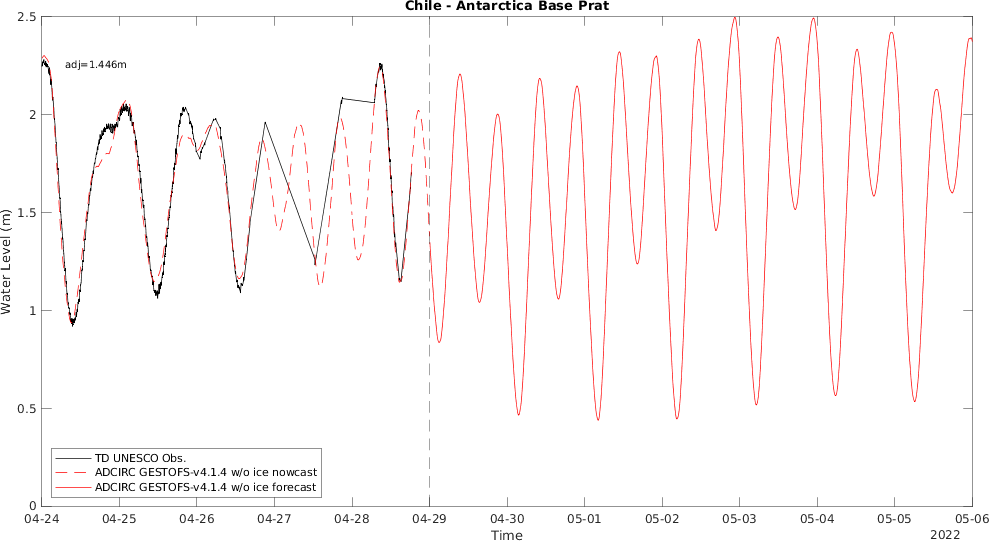 Chile - Antarctica Base Prat
2.5
adj=1.446m
2
1.5
Water Level (m)
1
0.5
TD UNESCO Obs.
ADCIRC GESTOFS-v4.1.4 w/o ice nowcast
ADCIRC GESTOFS-v4.1.4 w/o ice forecast
0
04-24 04-25 04-26 04-27 04-28 04-29 04-30 05-01 05-02 05-03 05-04 05-05 05-06
Time
2022